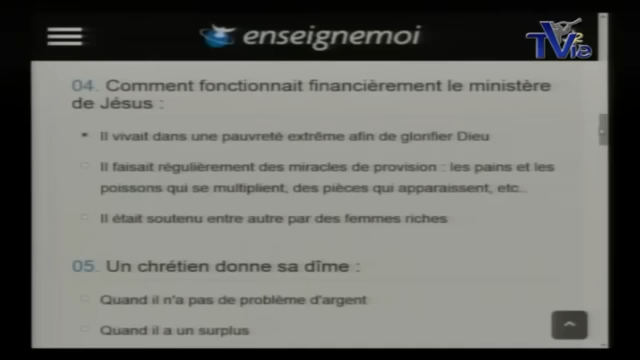 enseignemoi
TV2Vie
04. Comment fonctionnait financièrement le ministère
de Jésus :
Il vivait dans une pauvreté extrême afin de glorifier Dieu
Il faisait régulièrement des miracles de provision : les pains et les
poissons qui se multiplient, des pièces qui apparaissent, etc..
Il était soutenu entre autre par des femmes riches
05. Un chrétien donne sa dîme :
Quand il n'a pas de problème d'argent
Quand il a un surplus